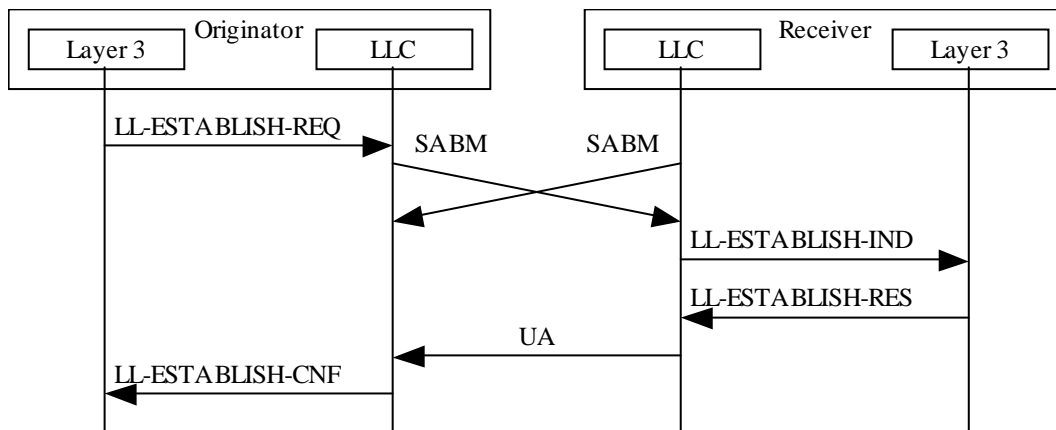 Originator
Receiver
Layer 3
LLC
LLC
Layer 3
LL-ESTABLISH-REQ
SABM
SABM
LL-ESTABLISH-IND
LL-ESTABLISH-RES
UA
LL-ESTABLISH-CNF